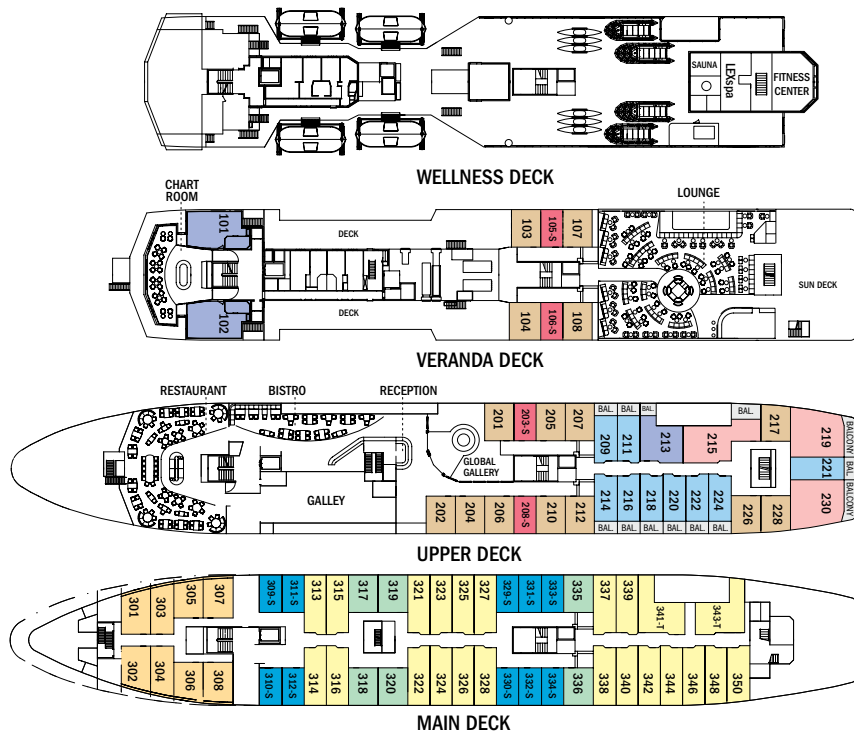 SAUNA
LEXspa
FITNESS
CENTER
WELLNESS DECK
CHART
ROOM
LOUNGE
101
DECK
103
105-S
107
SUN DECK
102
DECK
104
106-S
108
VERANDA DECK
RESTAURANT
BISTRO
RECEPTION
201
203-S
205
207
BAL.
BAL.
BAL.
BAL.
209
211
213
215
217
219
BALCONY
GLOBAL
GALLERY
221
BAL.
GALLEY
202
204
206
208-S
210
212
214
216
218
220
222
224
226
228
230
BALCONY
BAL.
BAL.
BAL.
BAL.
BAL.
BAL.
UPPER DECK
301
303
305
307
309-S
311-S
313
315
317
319
321
323
325
327
329-S
331-S
333-S
335
337
339
341-T
343-T
302
304
306
308
310-S
312-S
314
316
318
320
322
324
326
328
330-S
332-S
334-S
336
338
340
342
344
346
348
350
MAIN DECK